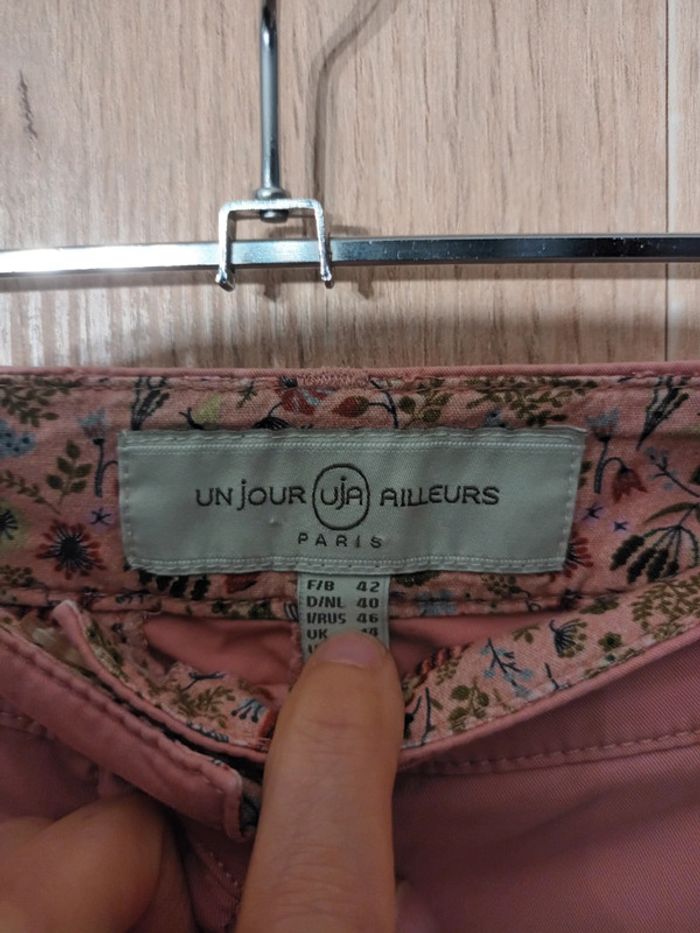 UN jOUR UJA AILLEURS
PARIS
F/B 42
D/NL 40
I/RUS 46
UK